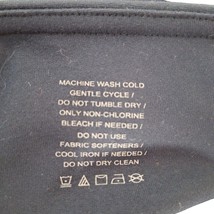 MACHINE WASH COLD
GENTLE CYCLE /
DO NOT TUMBLE DRY /
ONLY NON-CHLORINE
BLEACH IF NEEDED /
DO NOT USE
FABRIC SOFTENERS /
COOL IRON IF NEEDED /
DO NOT DRY CLEAN